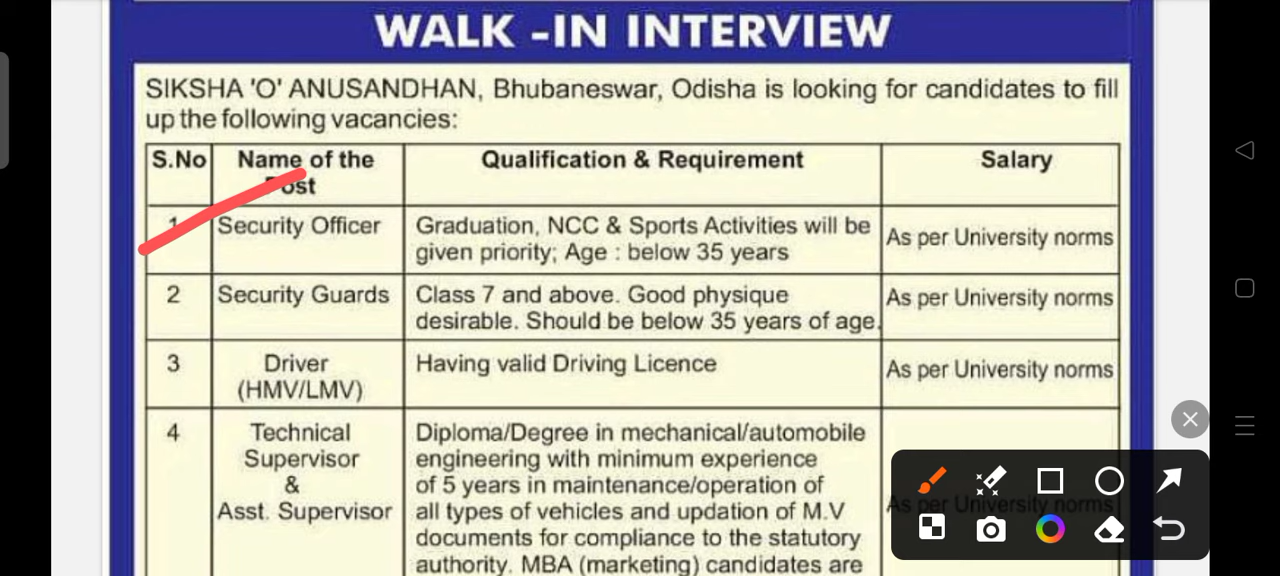 WALK -IN INTERVIEW
SIKSHA 'O' ANUSANDHAN, Bhubaneswar, Odisha is looking for candidates to fill
up the following vacancies:
S.No
Name of the
Post
Qualification & Requirement
Salary
1
Security Officer
Graduation, NCC & Sports Activities will be
given priority; Age : below 35 years
As per University norms
2
Security Guards
Class 7 and above. Good physique
desirable. Should be below 35 years of age.
As per University norms
3
Driver
(HMV/LMV)
Having valid Driving Licence
As per University norms
4
Technical
Supervisor
&
Asst. Supervisor
Diploma/Degree in mechanical/automobile
engineering with minimum experience
of 5 years in maintenance/operation of
all types of vehicles and updation of M.V
documents for compliance to the statutory
authority. MBA (marketing) candidates are
As per University norms